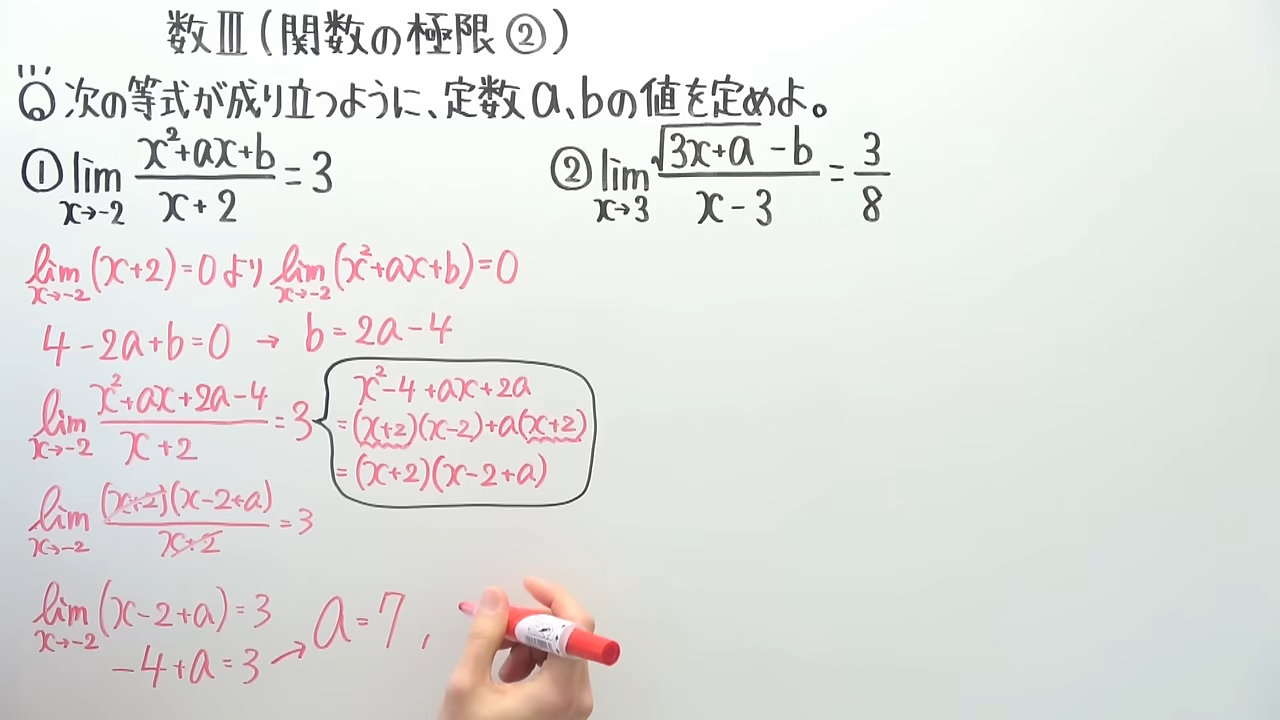 数Ⅲ(関数の極限②)
Q 次の等式が成り立つように、定数a、bの値を定めよ。
① lim x→-2 (x²+ax+b)/(x+2) = 3
② lim x→3 (√(3x+a) - b)/(x-3) = 3/8
lim x→-2 (x+2)=0 より lim x→-2 (x²+ax+b)=0
4-2a+b=0 → b=2a-4
lim x→-2 (x²+ax+2a-4)/(x+2) = 3
x²-4+ax+2a
=(x+2)(x-2)+a(x+2)
=(x+2)(x-2+a)
lim x→-2 (x+2)(x-2+a)/(x+2) = 3
lim x→-2 (x-2+a)=3
-4+a=3 → a=7,